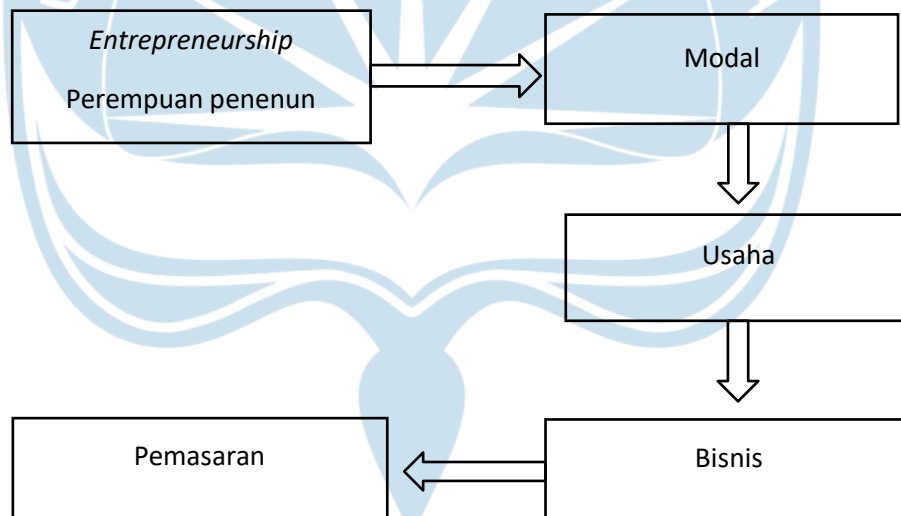 Entrepreneurship
Perempuan penenun
Modal
Usaha
Bisnis
Pemasaran